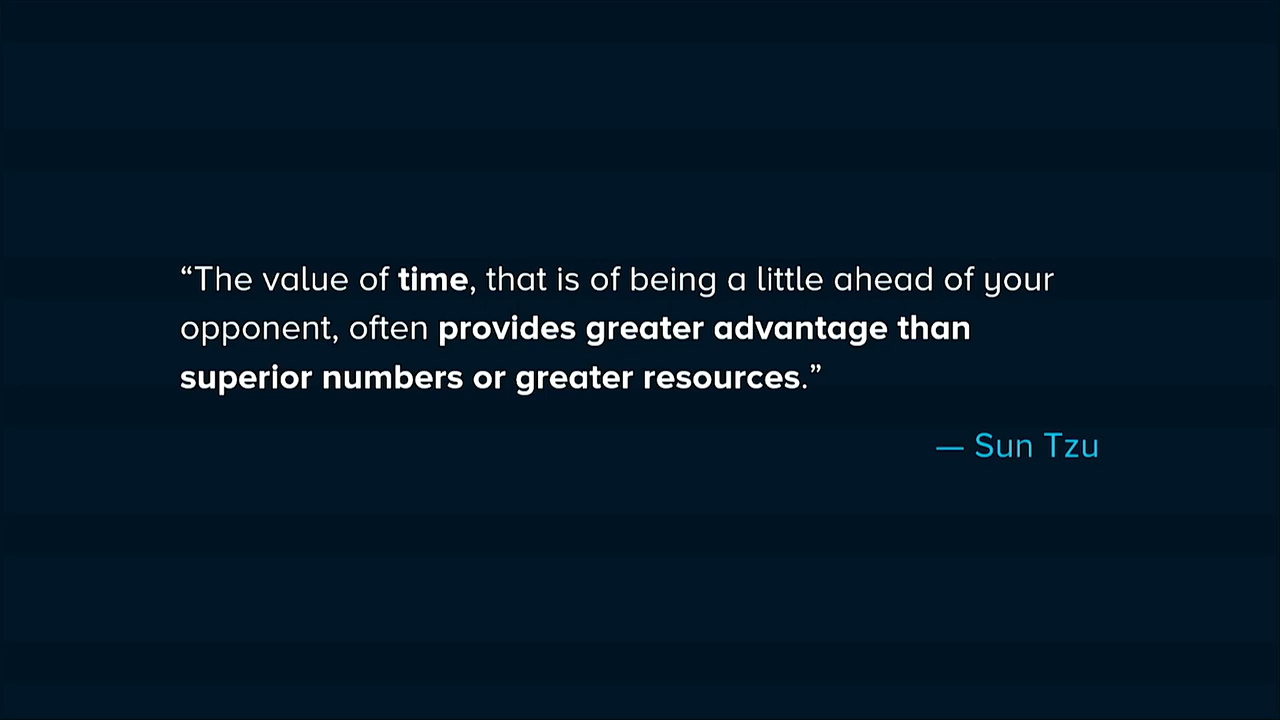 “The value of time, that is of being a little ahead of your
opponent, often provides greater advantage than
superior numbers or greater resources.”
— Sun Tzu